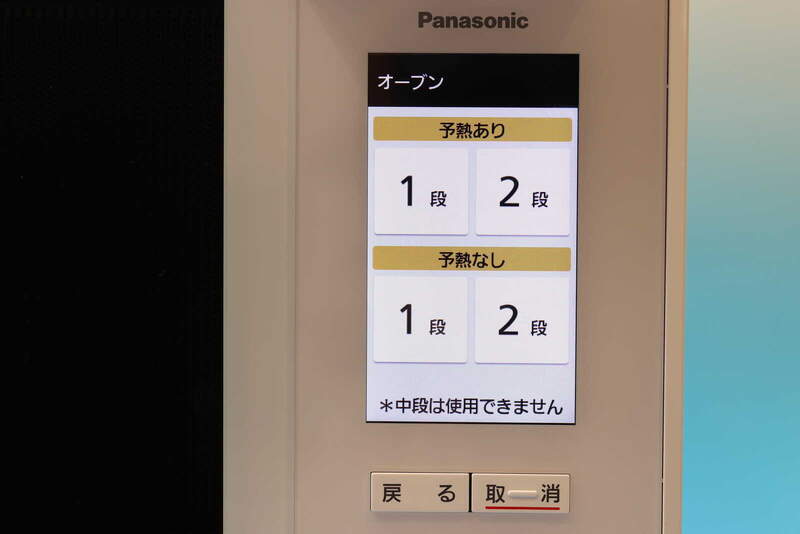 Panasonic
オーブン
予熱あり
1段 2段
予熱なし
1段 2段
＊中段は使用できません
戻る 取消